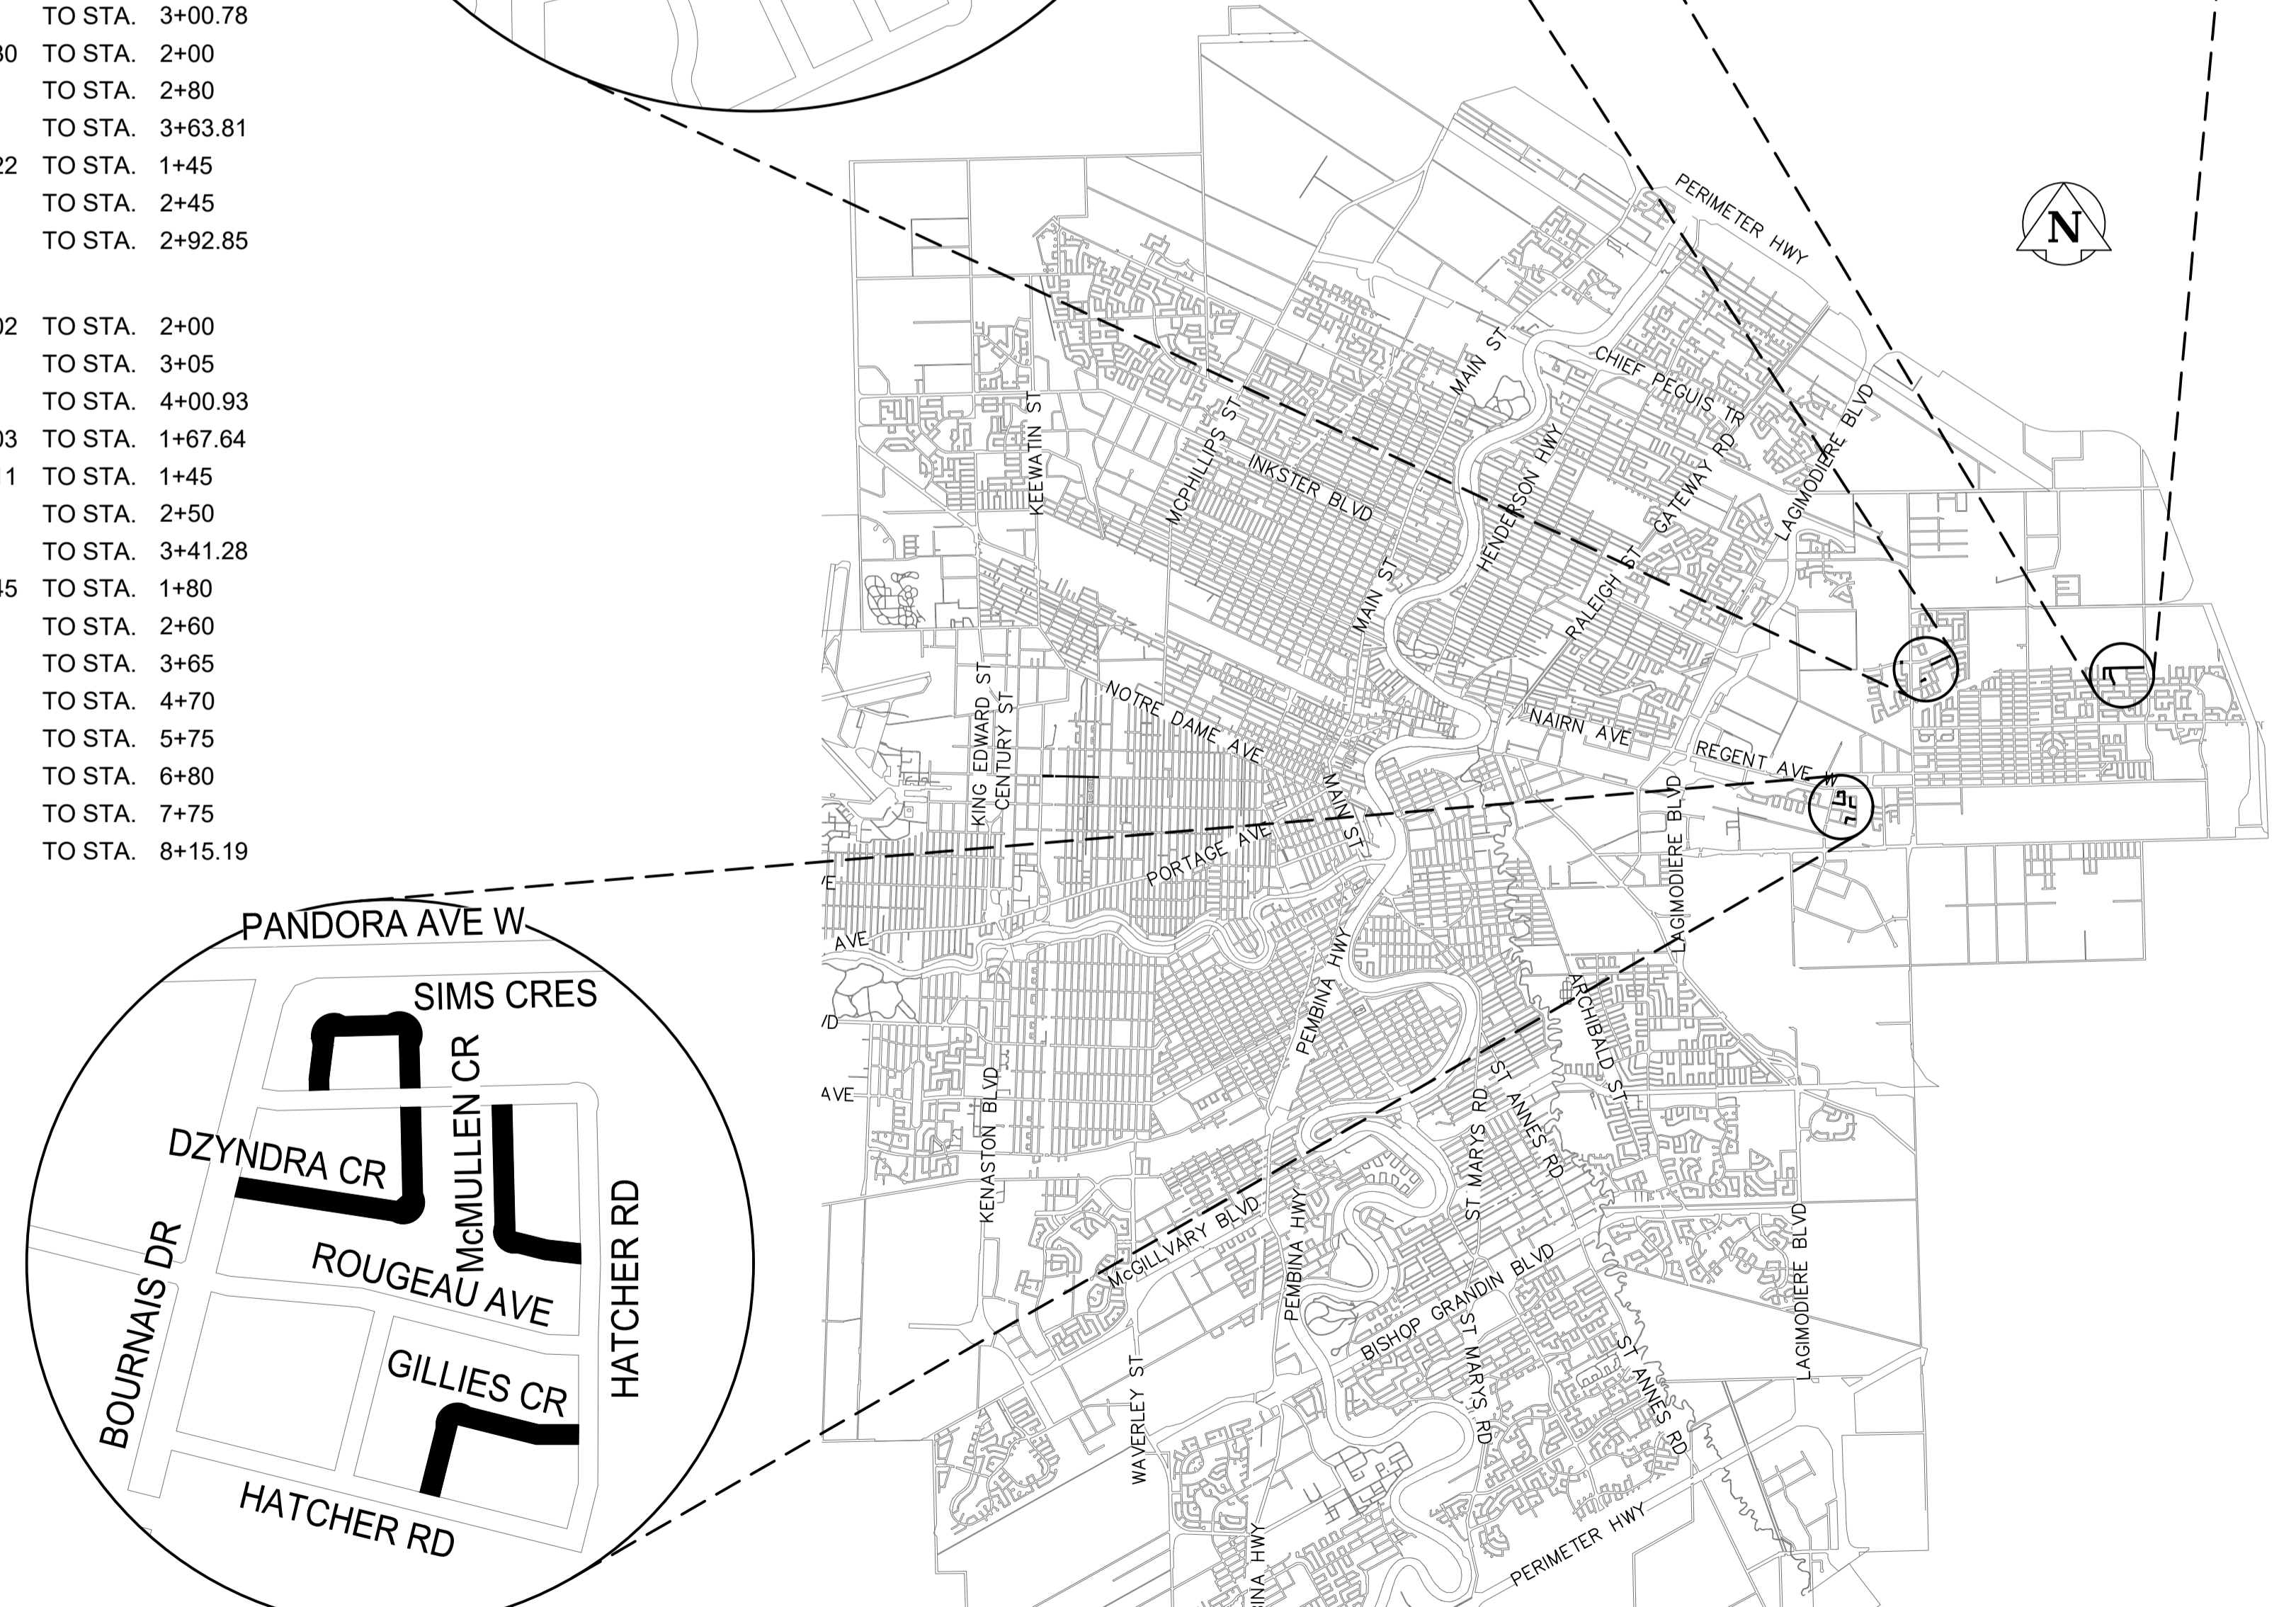 TO STA. 3+00.78
30 TO STA. 2+00
TO STA. 2+80
TO STA. 3+63.81
22 TO STA. 1+45
TO STA. 2+45
TO STA. 2+92.85
02 TO STA. 2+00
TO STA. 3+05
TO STA. 4+00.93
03 TO STA. 1+67.64
11 TO STA. 1+45
TO STA. 2+50
TO STA. 3+41.28
45 TO STA. 1+80
TO STA. 2+60
TO STA. 3+65
TO STA. 4+70
TO STA. 5+75
TO STA. 6+80
TO STA. 7+75
TO STA. 8+15.19
PANDORA AVE W
SIMS CRES
McMULLEN CR
DZYNDRA CR
ROUGEAU AVE
HATCHER RD
BOURNAIS DR
GILLIES CR
HATCHER RD
N
PERIMETER HWY
MAIN ST
CHIEF PEGUIS TR
LAGIMODIERE BLVD
KEEWATIN ST
MCPHILLIPS ST
INKSTER BLVD
HENDERSON HWY
GATEWAY RD
RALEIGH ST
MAIN ST
KING EDWARD ST
CENTURY ST
NOTRE DAME AVE
NAIRN AVE
REGENT AVE W
MAIN ST
LAGIMODIERE BLVD
PORTAGE AVE
VE
AVE
PEMBINA HWY
ARCHIBALD ST
VD
AVE
KENASTON BLVD
ST ANNES RD
ST MARYS RD
McGILLVARY BLVD
PEMBINA HWY
BISHOP GRANDIN BLVD
LAGIMODIERE BLVD
WAVERLEY ST
ST MARYS RD
ST ANNES RD
PERIMETER HWY
BINA HWY